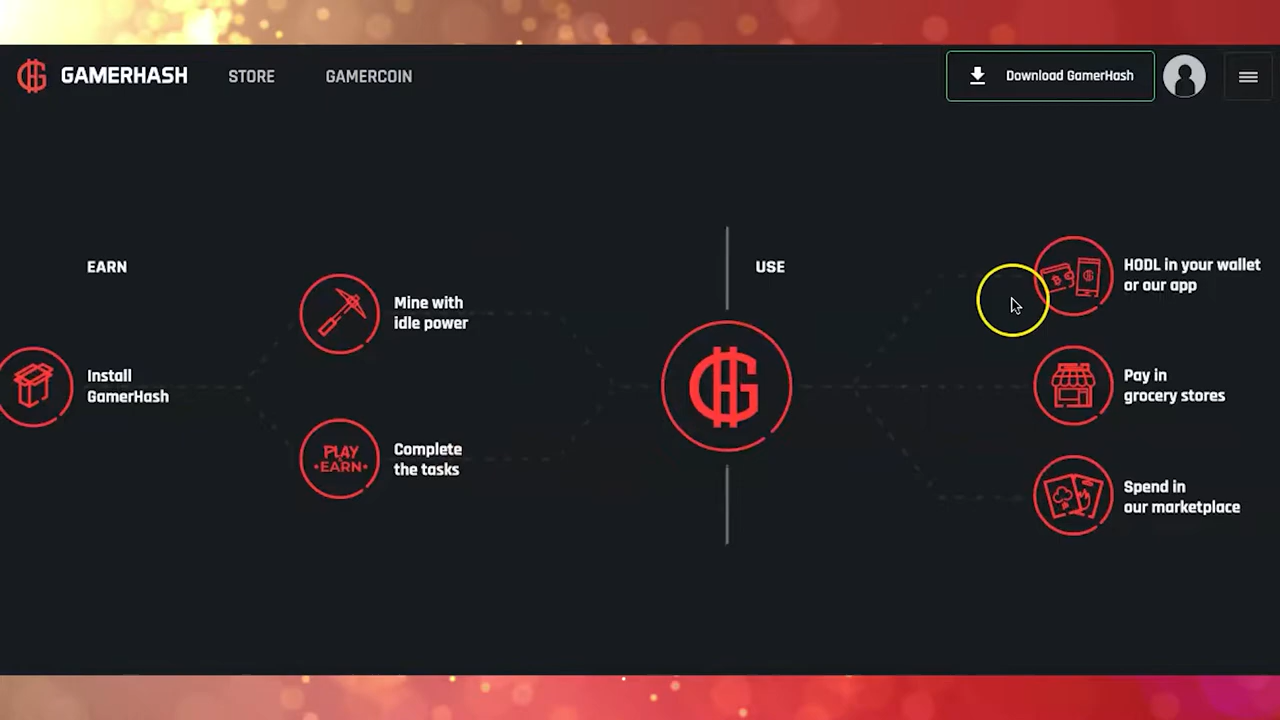 GAMERHASH
STORE
GAMERCOIN
Download GamerHash
EARN
Install
GamerHash
Mine with
idle power
PLAY
EARN
Complete
the tasks
USE
HODL in your wallet
or our app
Pay in
grocery stores
Spend in
our marketplace